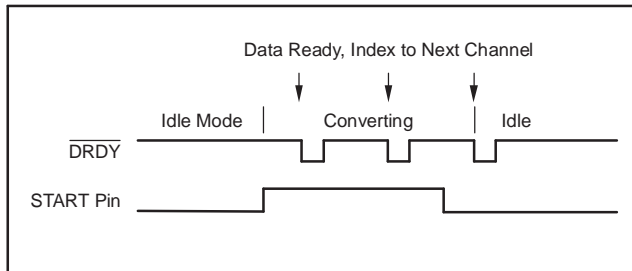 Data Ready, Index to Next Channel
Idle Mode Converting Idle
DRDY
START Pin